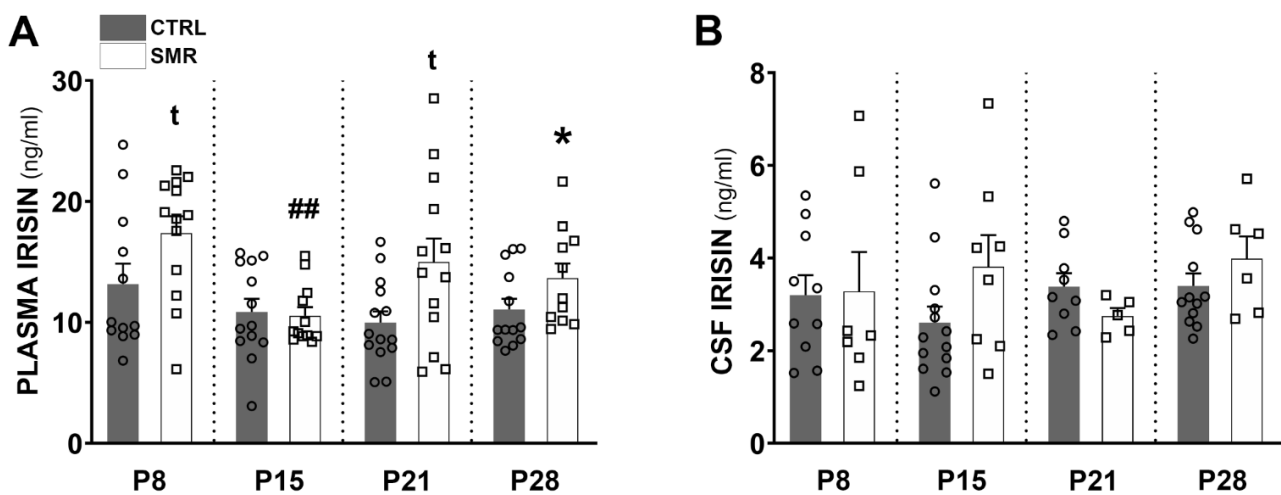 A
CTRL
SMR
PLASMA IRISIN (ng/ml)
30
20
10
0
t
##
t
*
P8 P15 P21 P28
B
CSF IRISIN (ng/ml)
8
6
4
2
0
P8 P15 P21 P28